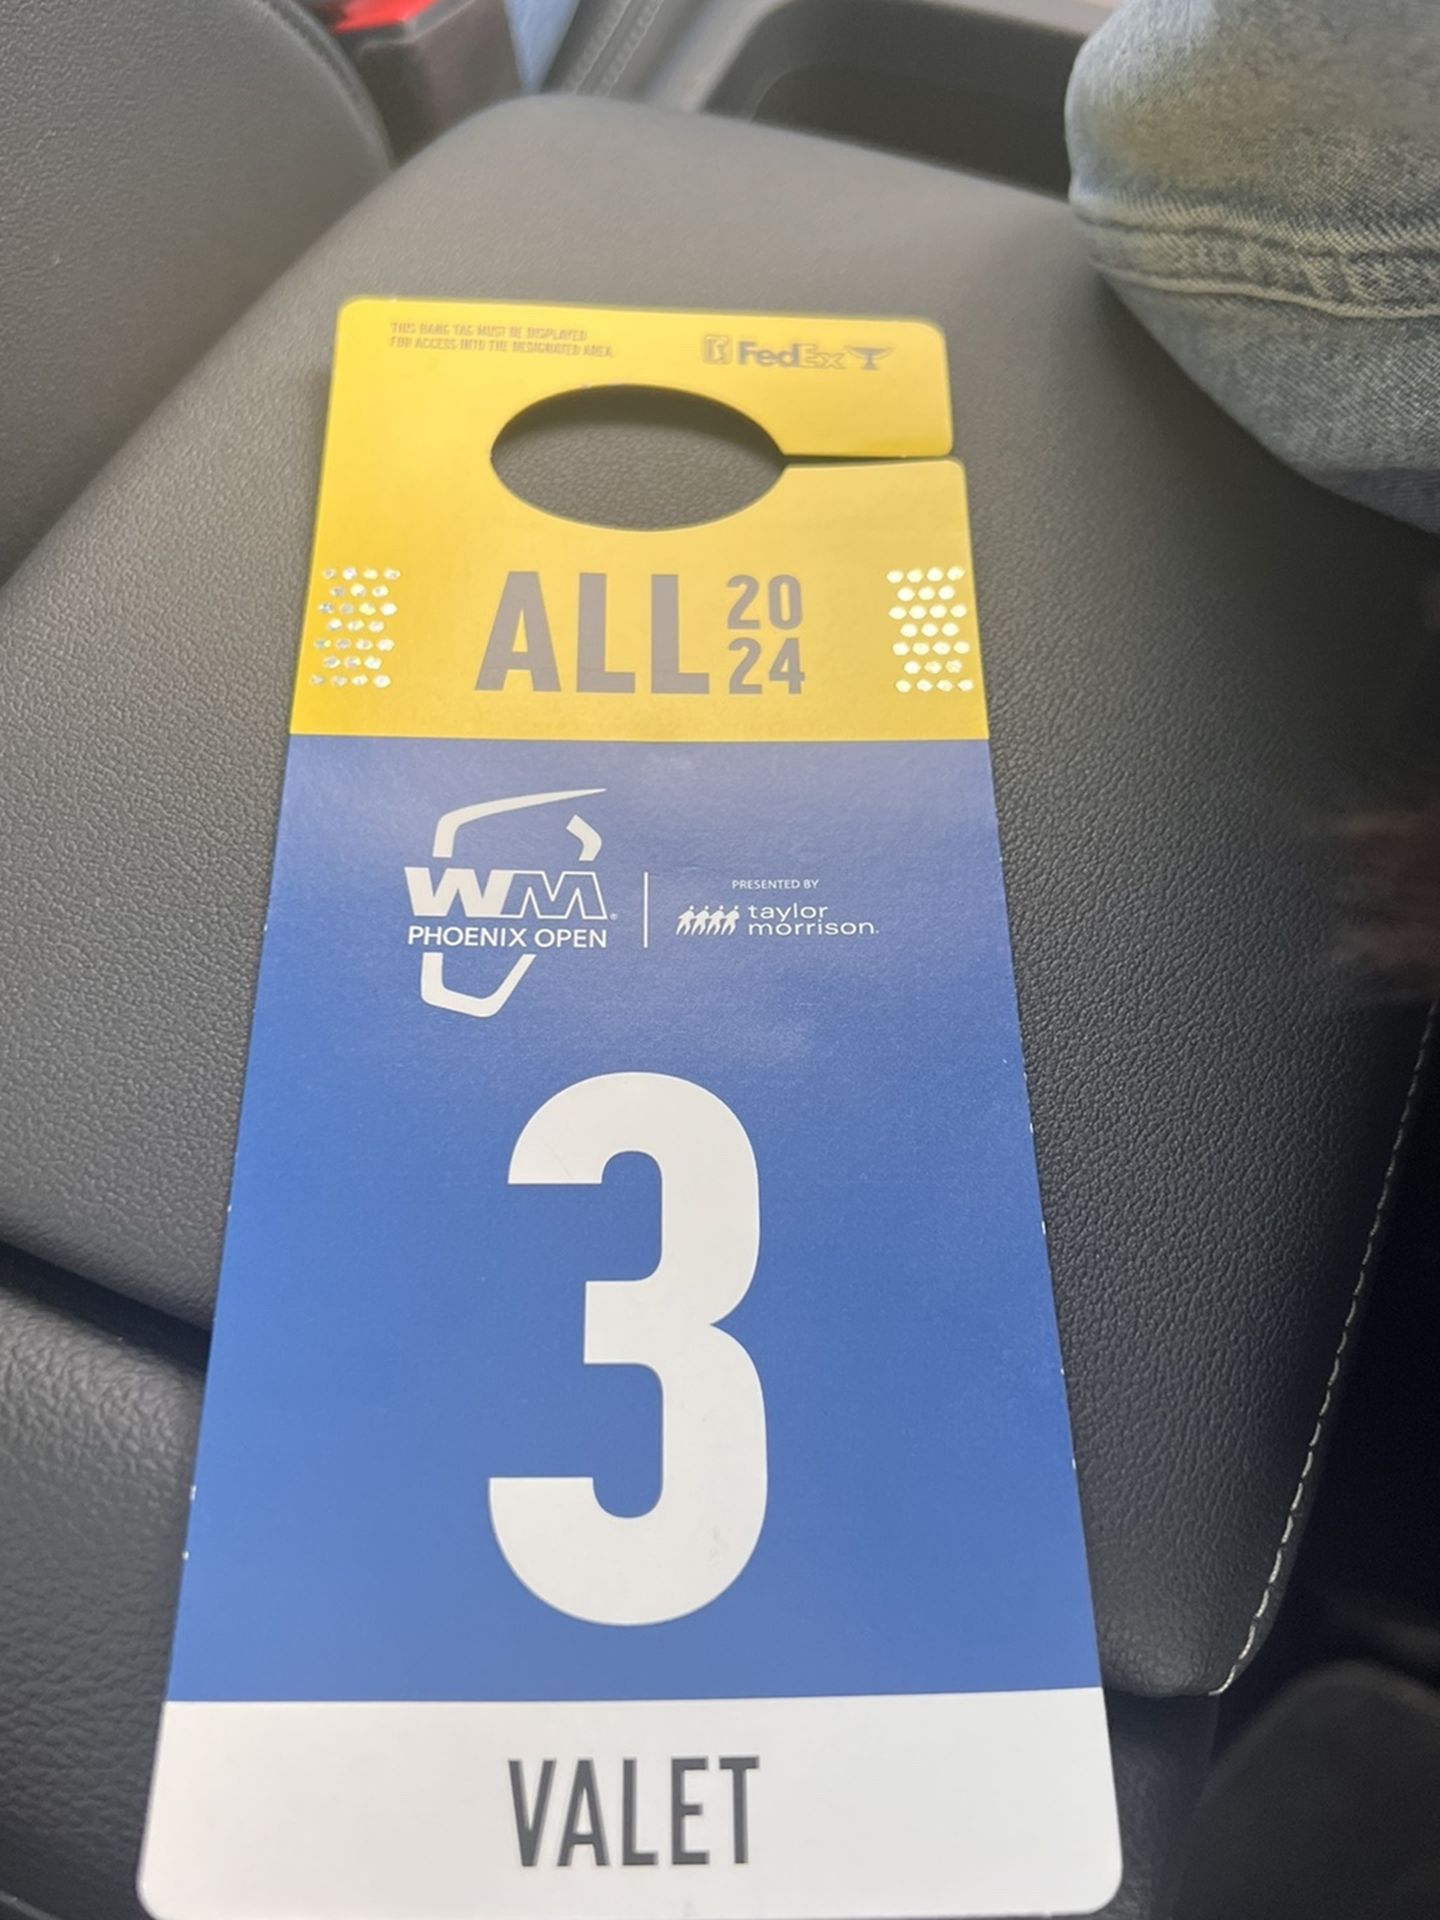 THIS HANG TAG MUST BE DISPLAYED
FOR ACCESS INTO THE DESIGNATED AREA
FedEx
ALL 2024
WM
PHOENIX OPEN
PRESENTED BY
taylor
morrison
3
VALET